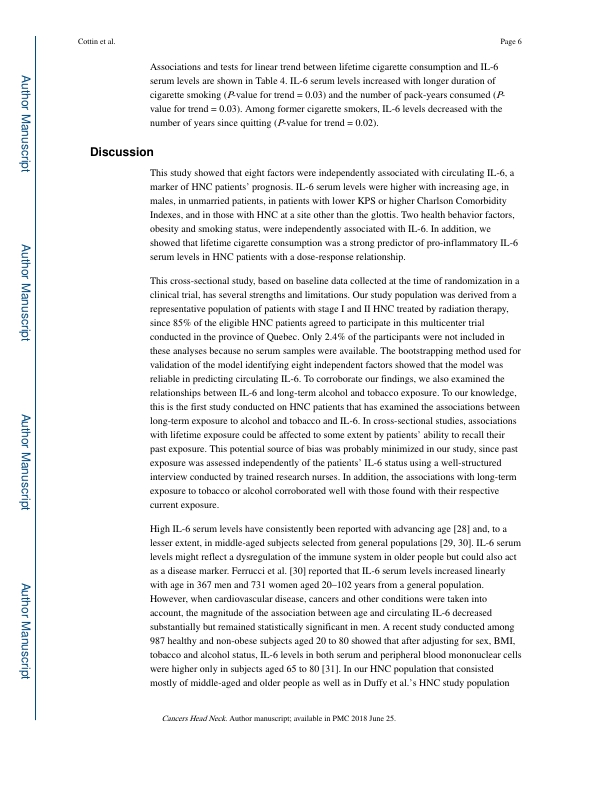 Cottin et al.
Page 6
Associations and tests for linear trend between lifetime cigarette consumption and IL-6
serum levels are shown in Table 4. IL-6 serum levels increased with longer duration of
cigarette smoking (P-value for trend = 0.03) and the number of pack-years consumed (P-
value for trend = 0.03). Among former cigarette smokers, IL-6 levels decreased with the
number of years since quitting (P-value for trend = 0.02).
Discussion
This study showed that eight factors were independently associated with circulating IL-6, a
marker of HNC patients' prognosis. IL-6 serum levels were higher with increasing age, in
males, in unmarried patients, in patients with lower KPS or higher Charlson Comorbidity
Indexes, and in those with HNC at a site other than the glottis. Two health behavior factors,
obesity and smoking status, were independently associated with IL-6. In addition, we
showed that lifetime cigarette consumption was a strong predictor of pro-inflammatory IL-6
serum levels in HNC patients with a dose-response relationship.
This cross-sectional study, based on baseline data collected at the time of randomization in a
clinical trial, has several strengths and limitations. Our study population was derived from a
representative population of patients with stage I and II HNC treated by radiation therapy,
since 85% of the eligible HNC patients agreed to participate in this multicenter trial
conducted in the province of Quebec. Only 2.4% of the participants were not included in
these analyses because no serum samples were available. The bootstrapping method used for
validation of the model identifying eight independent factors showed that the model was
reliable in predicting circulating IL-6. To corroborate our findings, we also examined the
relationships between IL-6 and long-term alcohol and tobacco exposure. To our knowledge,
this is the first study conducted on HNC patients that has examined the associations between
long-term exposure to alcohol and tobacco and IL-6. In cross-sectional studies, associations
with lifetime exposure could be affected to some extent by patients' ability to recall their
past exposure. This potential source of bias was probably minimized in our study, since past
exposure was assessed independently of the patients' IL-6 status using a well-structured
interview conducted by trained research nurses. In addition, the associations with long-term
exposure to tobacco or alcohol corroborated well with those found with their respective
current exposure.
High IL-6 serum levels have consistently been reported with advancing age [28] and, to a
lesser extent, in middle-aged subjects selected from general populations [29, 30]. IL-6 serum
levels might reflect a dysregulation of the immune system in older people but could also act
as a disease marker. Ferrucci et al. [30] reported that IL-6 serum levels increased linearly
with age in 367 men and 731 women aged 20–102 years from a general population.
However, when cardiovascular disease, cancers and other conditions were taken into
account, the magnitude of the association between age and circulating IL-6 decreased
substantially but remained statistically significant in men. A recent study conducted among
987 healthy and non-obese subjects aged 20 to 80 showed that after adjusting for sex, BMI,
tobacco and alcohol status, IL-6 levels in both serum and peripheral blood mononuclear cells
were higher only in subjects aged 65 to 80 [31]. In our HNC population that consisted
mostly of middle-aged and older people as well as in Duffy et al.'s HNC study population
Cancers Head Neck. Author manuscript; available in PMC 2018 June 25.
Author Manuscript
Author Manuscript
Author Manuscript
Author Manuscript